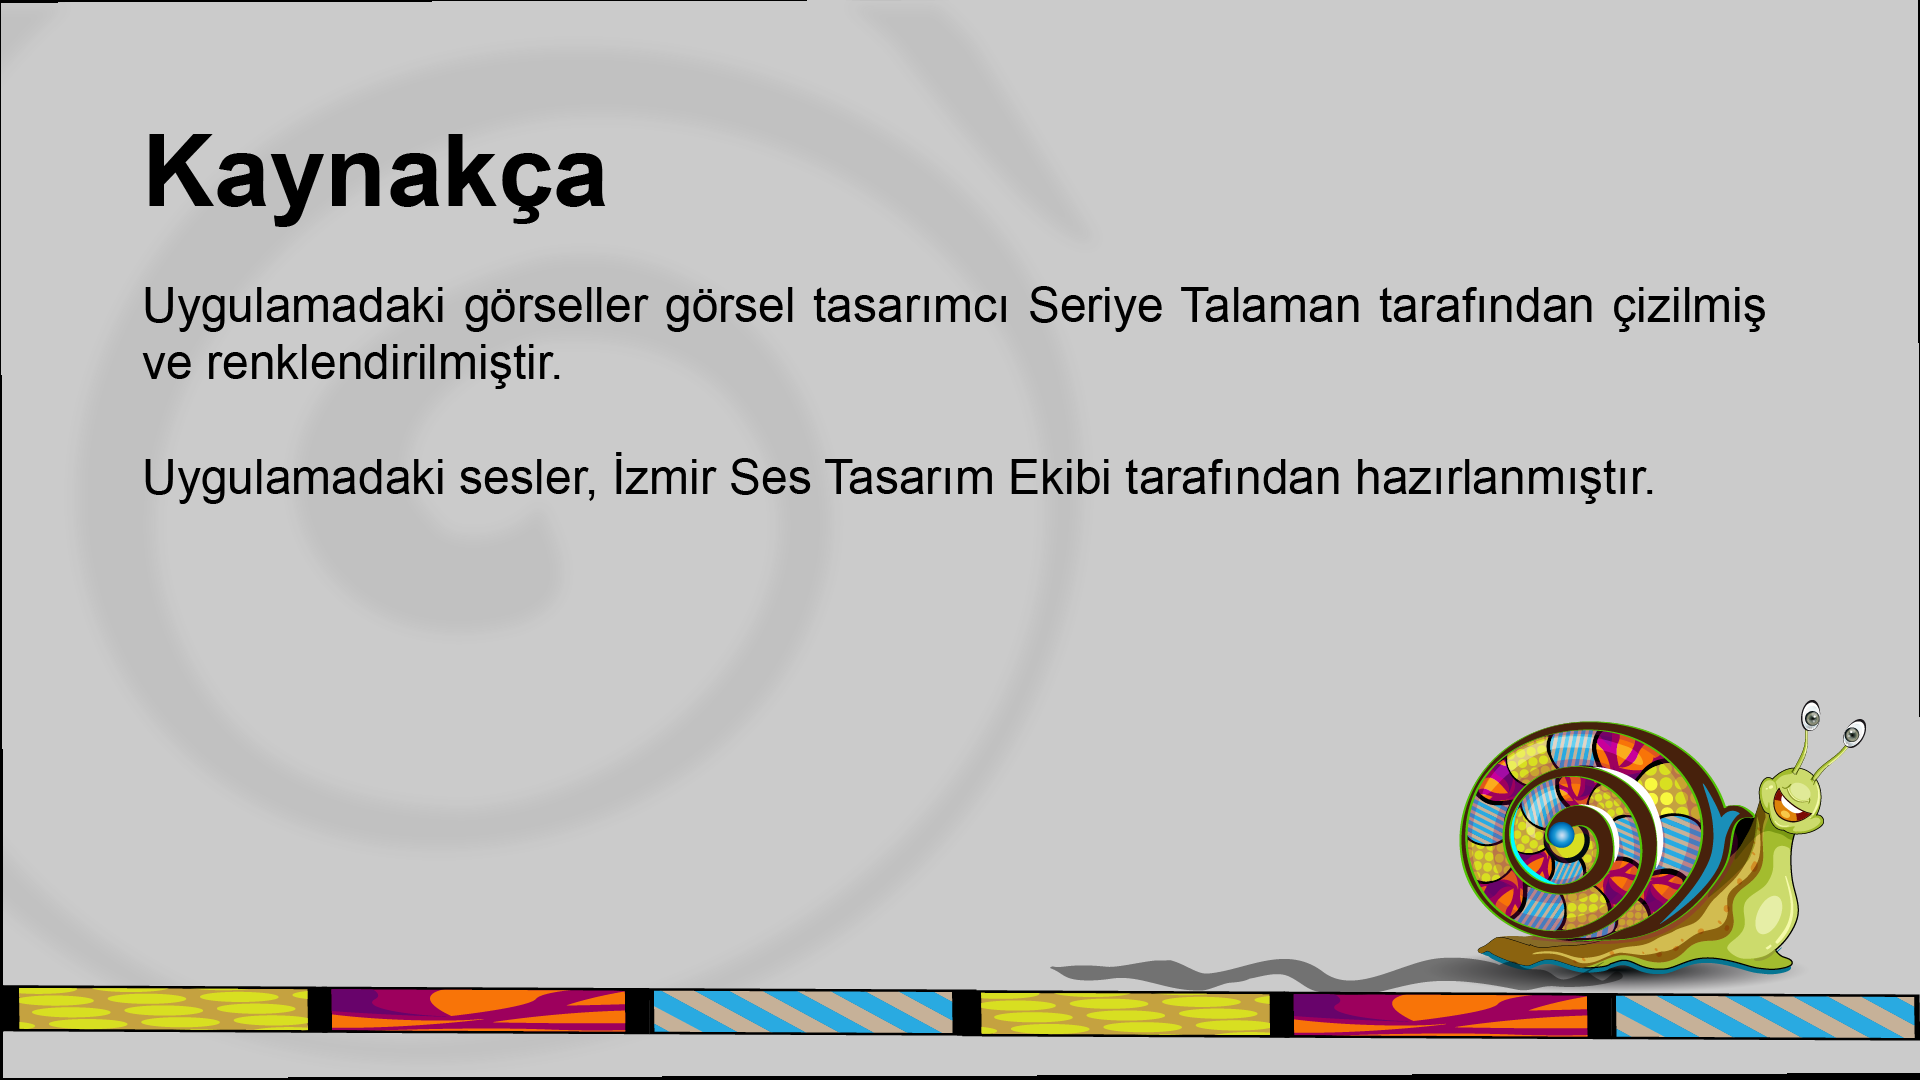 Kaynakça
Uygulamadaki görseller görsel tasarımcı Seriye Talaman tarafından çizilmiş
ve renklendirilmiştir.
Uygulamadaki sesler, İzmir Ses Tasarım Ekibi tarafından hazırlanmıştır.